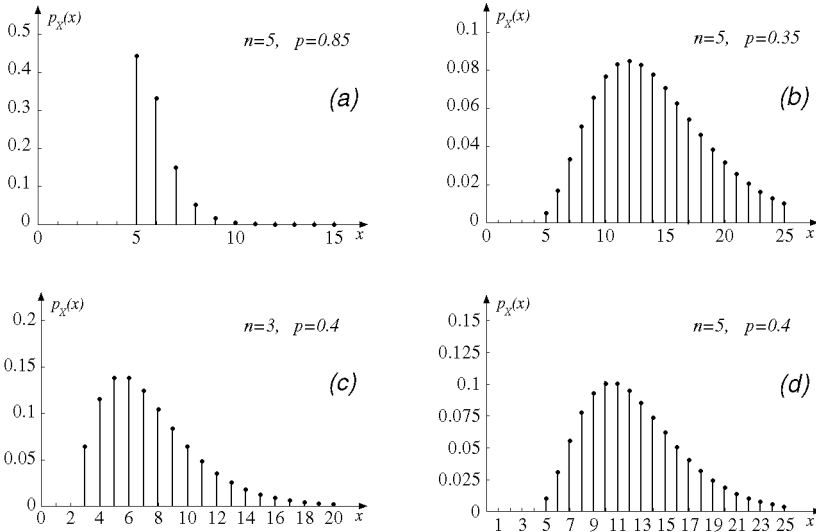 p_X(x)
n=5, p=0.85
(a)
0.5
0.4
0.3
0.2
0.1
0
0 5 10 15 x
p_X(x)
n=5, p=0.35
(b)
0.1
0.08
0.06
0.04
0.02
0
0 5 10 15 20 25 x
p_X(x)
n=3, p=0.4
(c)
0.2
0.15
0.1
0.05
0
0 2 4 6 8 10 12 14 16 18 20 x
p_X(x)
n=5, p=0.4
(d)
0.15
0.125
0.1
0.075
0.05
0.025
0
1 3 5 7 9 11 13 15 17 19 21 23 25 x